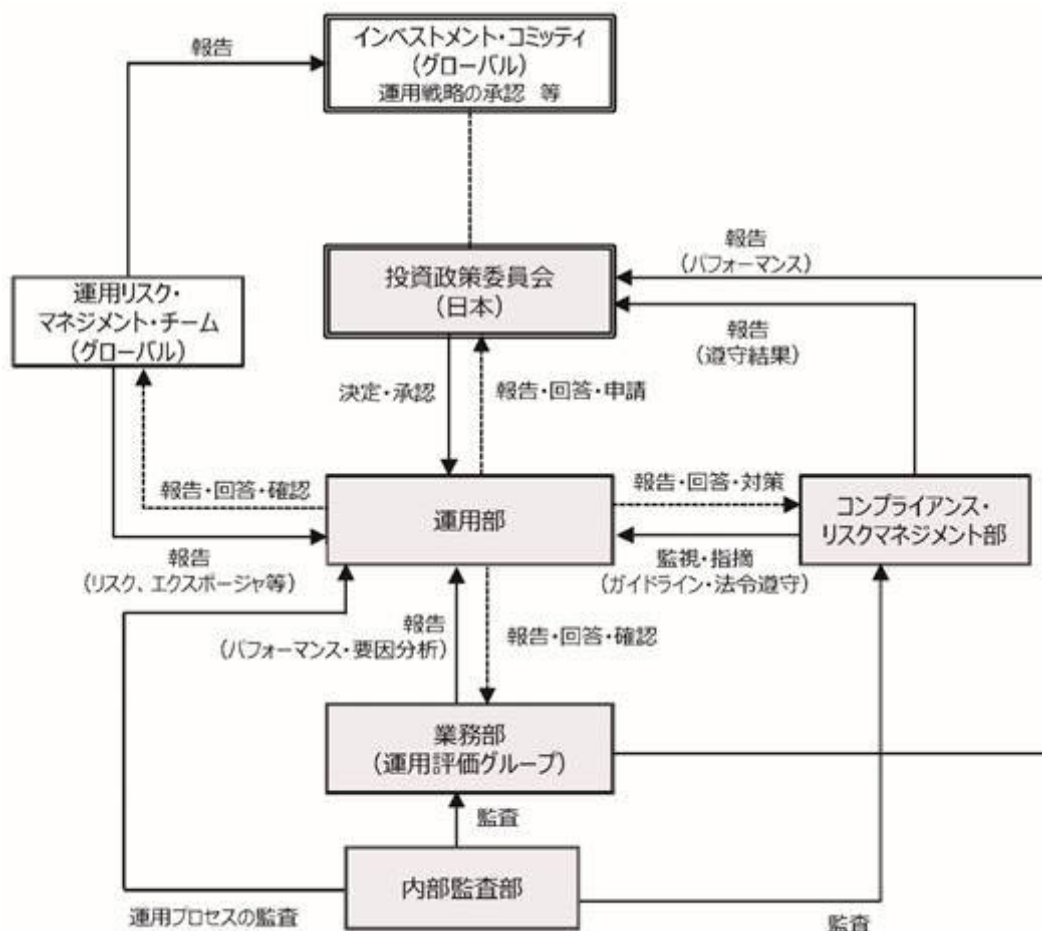 インベストメント・コミッティ
(グローバル)
運用戦略の承認 等
報告
報告
(パフォーマンス)
投資政策委員会
(日本)
運用リスク・
マネジメント・チーム
(グローバル)
報告
(遵守結果)
決定・承認
報告・回答・申請
報告・回答・確認
運用部
報告・回答・対策
コンプライアンス・
リスクマネジメント部
報告
(リスク、エクスポージャ等)
監視・指摘
(ガイドライン・法令遵守)
報告
(パフォーマンス・要因分析)
報告・回答・確認
業務部
(運用評価グループ)
監査
内部監査部
運用プロセスの監査
監査